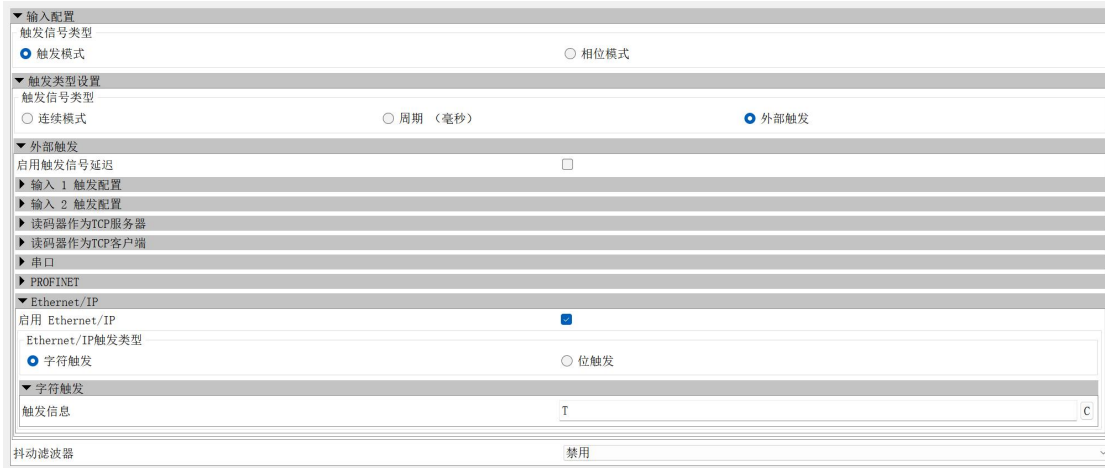 输入配置
触发信号类型
触发模式 相位模式
触发类型设置
触发信号类型
连续模式 周期 （毫秒） 外部触发
外部触发
启用触发信号延迟
输入 1 触发配置
输入 2 触发配置
读码器作为TCP服务器
读码器作为TCP客户端
串口
PROFINET
Ethernet/IP
启用 Ethernet/IP
Ethernet/IP触发类型
字符触发 位触发
字符触发
触发信息 T C
抖动滤波器 禁用